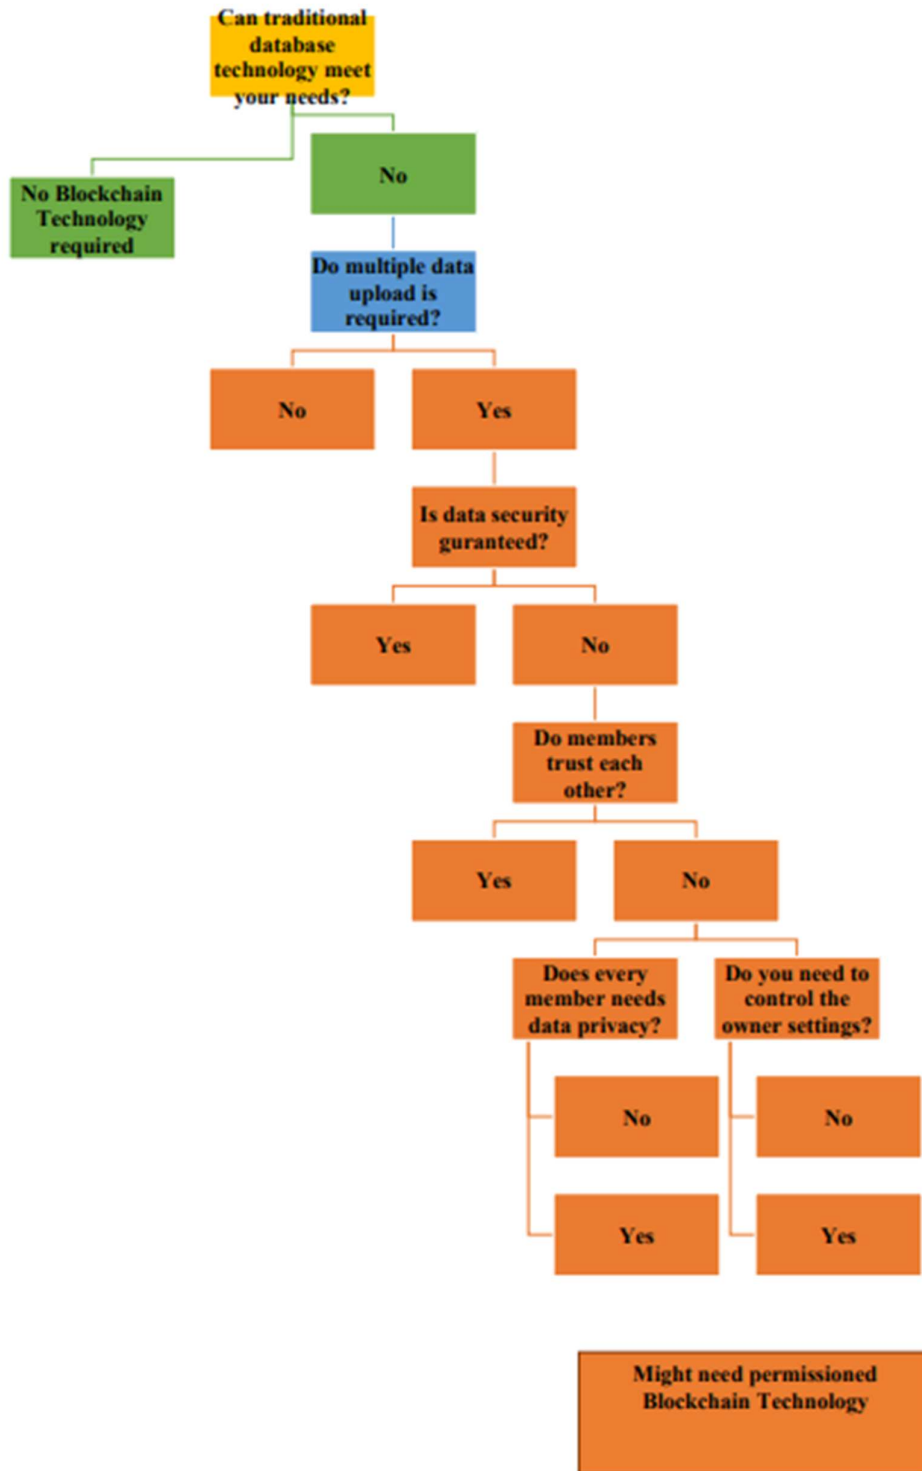 Can traditional
database
technology meet
your needs?
No Blockchain
Technology
required
No
Do multiple data
upload is
required?
No
Yes
Is data security
guranteed?
Yes
No
Do members
trust each
other?
Yes
No
Does every
member needs
data privacy?
Do you need to
control the
owner settings?
No
Yes
No
Yes
Might need permissioned
Blockchain Technology